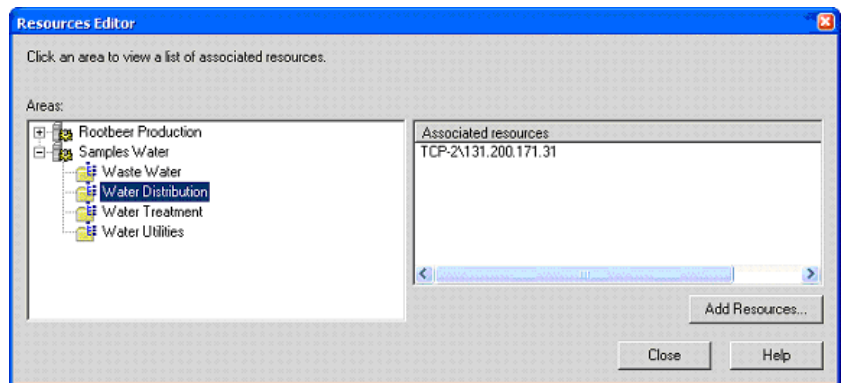 Resources Editor
Click an area to view a list of associated resources.
Areas:
Rootbeer Production
Samples Water
Waste Water
Water Distribution
Water Treatment
Water Utilities
Associated resources
TCP-2\131.200.171.31
Add Resources...
Close
Help